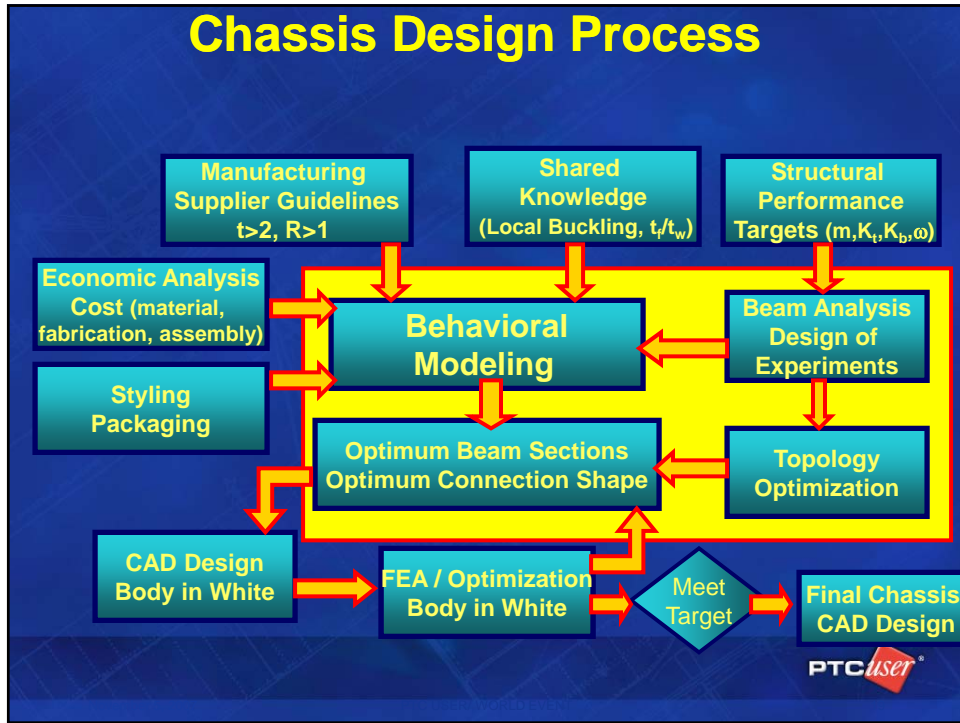 Chassis Design Process
Manufacturing
Supplier Guidelines
t>2, R>1
Shared
Knowledge
(Local Buckling, tf/tw)
Structural
Performance
Targets (m,Kt,Kb,ω)
Economic Analysis
Cost (material,
fabrication, assembly)
Behavioral
Modeling
Beam Analysis
Design of
Experiments
Styling
Packaging
Optimum Beam Sections
Optimum Connection Shape
Topology
Optimization
CAD Design
Body in White
FEA / Optimization
Body in White
Meet
Target
Final Chassis
CAD Design
PTCuser®
WORLD EVENT